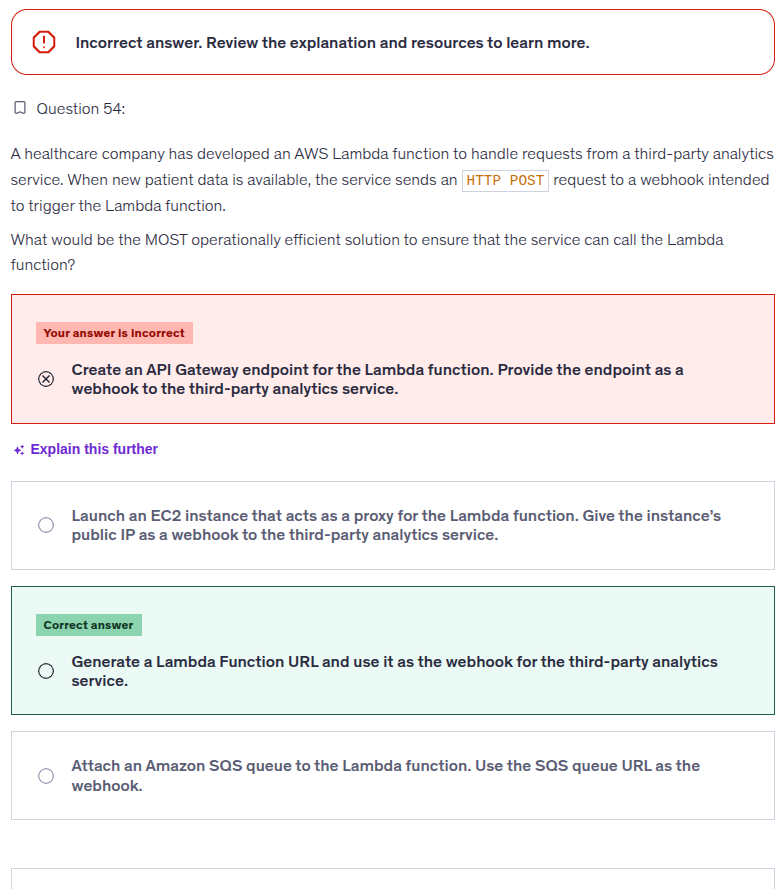 Incorrect answer. Review the explanation and resources to learn more.
Question 54:
A healthcare company has developed an AWS Lambda function to handle requests from a third-party analytics
service. When new patient data is available, the service sends an HTTP POST request to a webhook intended
to trigger the Lambda function.
What would be the MOST operationally efficient solution to ensure that the service can call the Lambda
function?
Your answer is incorrect
Create an API Gateway endpoint for the Lambda function. Provide the endpoint as a
webhook to the third-party analytics service.
Explain this further
Launch an EC2 instance that acts as a proxy for the Lambda function. Give the instance's
public IP as a webhook to the third-party analytics service.
Correct answer
Generate a Lambda Function URL and use it as the webhook for the third-party analytics
service.
Attach an Amazon SQS queue to the Lambda function. Use the SQS queue URL as the
webhook.